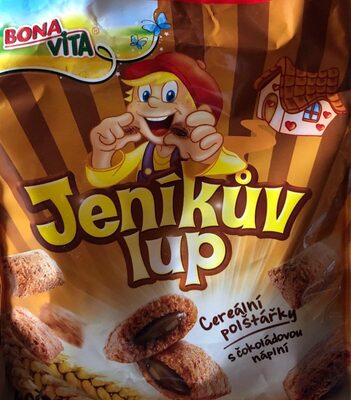 BONA
VITA
Jeníkův
lup
Cereální
polštářky
s čokoládovou
náplní